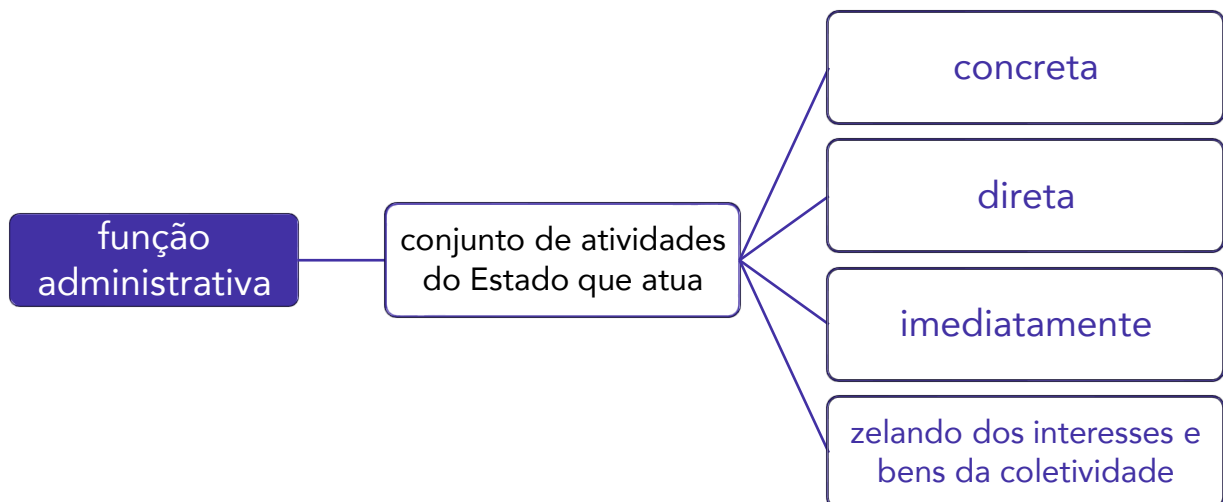 função
administrativa
conjunto de atividades
do Estado que atua
concreta
direta
imediatamente
zelando dos interesses e
bens da coletividade